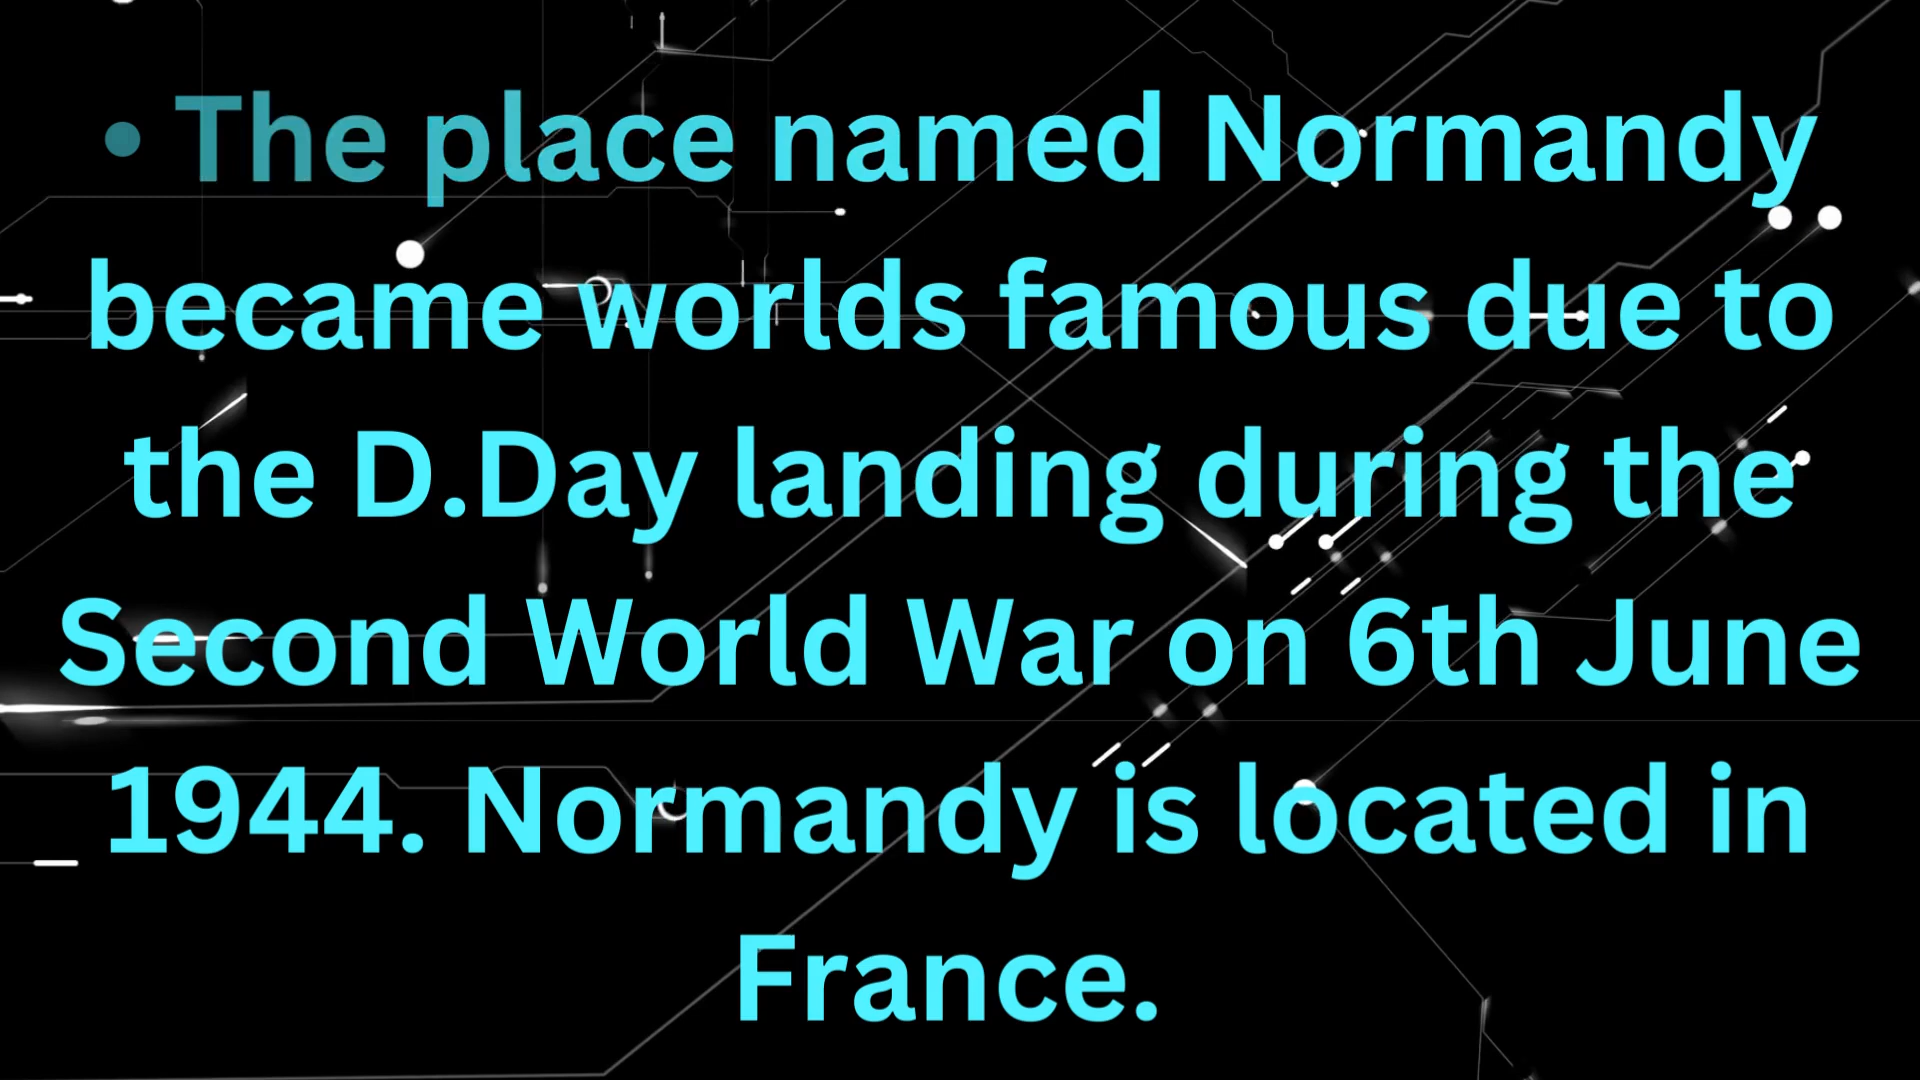 • The place named Normandy
became worlds famous due to
the D.Day landing during the
Second World War on 6th June
1944. Normandy is located in
France.